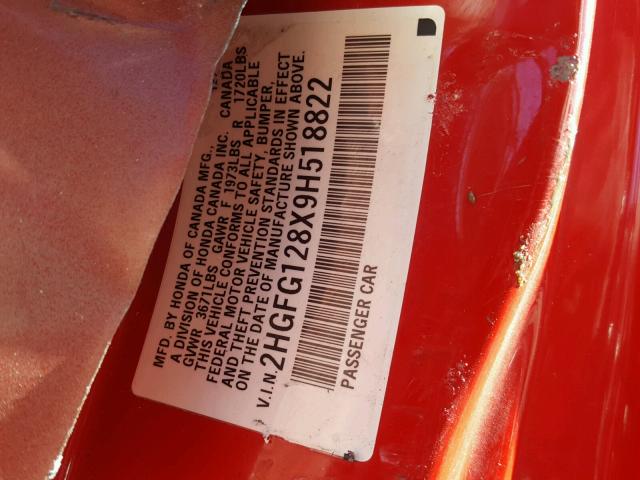 MFD. BY HONDA OF CANADA MFG.,
A DIVISION OF HONDA CANADA INC. CANADA
GVWR 3671LBS GAWR F 1973LBS R 1720LBS
THIS VEHICLE CONFORMS TO ALL APPLICABLE
FEDERAL MOTOR VEHICLE SAFETY, BUMPER,
AND THEFT PREVENTION STANDARDS IN EFFECT
ON THE DATE OF MANUFACTURE SHOWN ABOVE.
V.I.N. 2HGFG128X9H518822
PASSENGER CAR